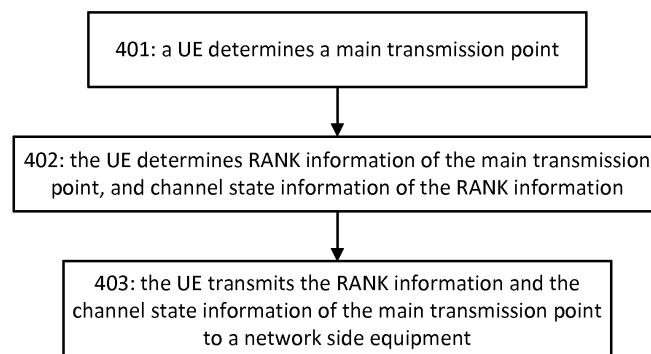 401: a UE determines a main transmission point
402: the UE determines RANK information of the main transmission
point, and channel state information of the RANK information
403: the UE transmits the RANK information and the
channel state information of the main transmission point
to a network side equipment